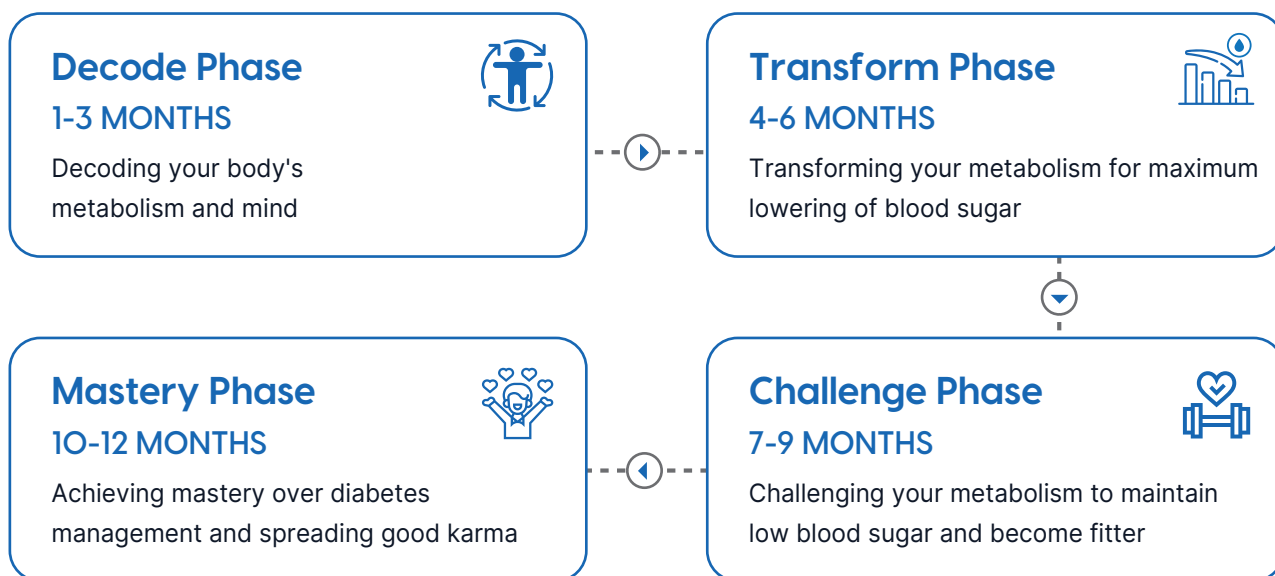 Decode Phase
1-3 MONTHS
Decoding your body's
metabolism and mind
Transform Phase
4-6 MONTHS
Transforming your metabolism for maximum
lowering of blood sugar
Challenge Phase
7-9 MONTHS
Challenging your metabolism to maintain
low blood sugar and become fitter
Mastery Phase
10-12 MONTHS
Achieving mastery over diabetes
management and spreading good karma